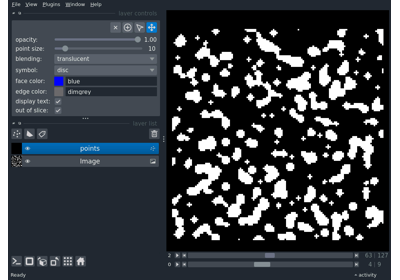 File View Plugins Window Help
layer controls
opacity: 1.00
point size: 10
blending: translucent
symbol: disc
face color: blue
edge color: dimgrey
display text:
out of slice:
layer list
points
Image
2 63 127
0 4 9
Ready activity